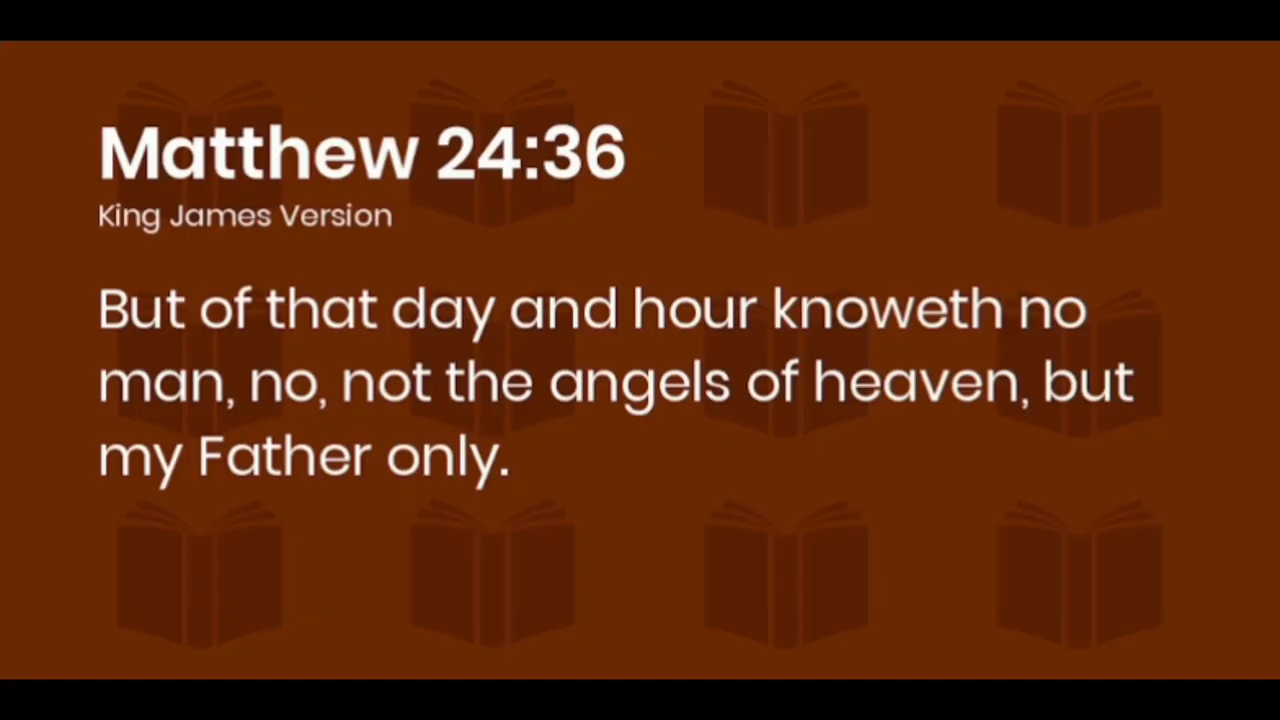 Matthew 24:36
King James Version
But of that day and hour knoweth no
man, no, not the angels of heaven, but
my Father only.